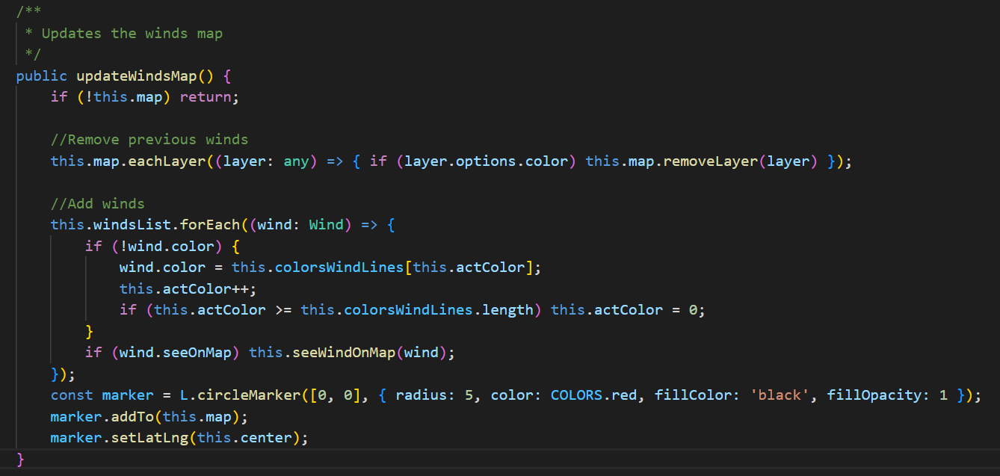 /**
 * Updates the winds map
 */
public updateWindsMap() {
    if (!this.map) return;

    //Remove previous winds
    this.map.eachLayer((layer: any) => { if (layer.options.color) this.map.removeLayer(layer) });

    //Add winds
    this.windsList.forEach((wind: Wind) => {
        if (!wind.color) {
            wind.color = this.colorsWindLines[this.actColor];
            this.actColor++;
            if (this.actColor >= this.colorsWindLines.length) this.actColor = 0;
        }
        if (wind.seeOnMap) this.seeWindOnMap(wind);
    });
    const marker = L.circleMarker([0, 0], { radius: 5, color: COLORS.red, fillColor: 'black', fillOpacity: 1 });
    marker.addTo(this.map);
    marker.setLatLng(this.center);
}